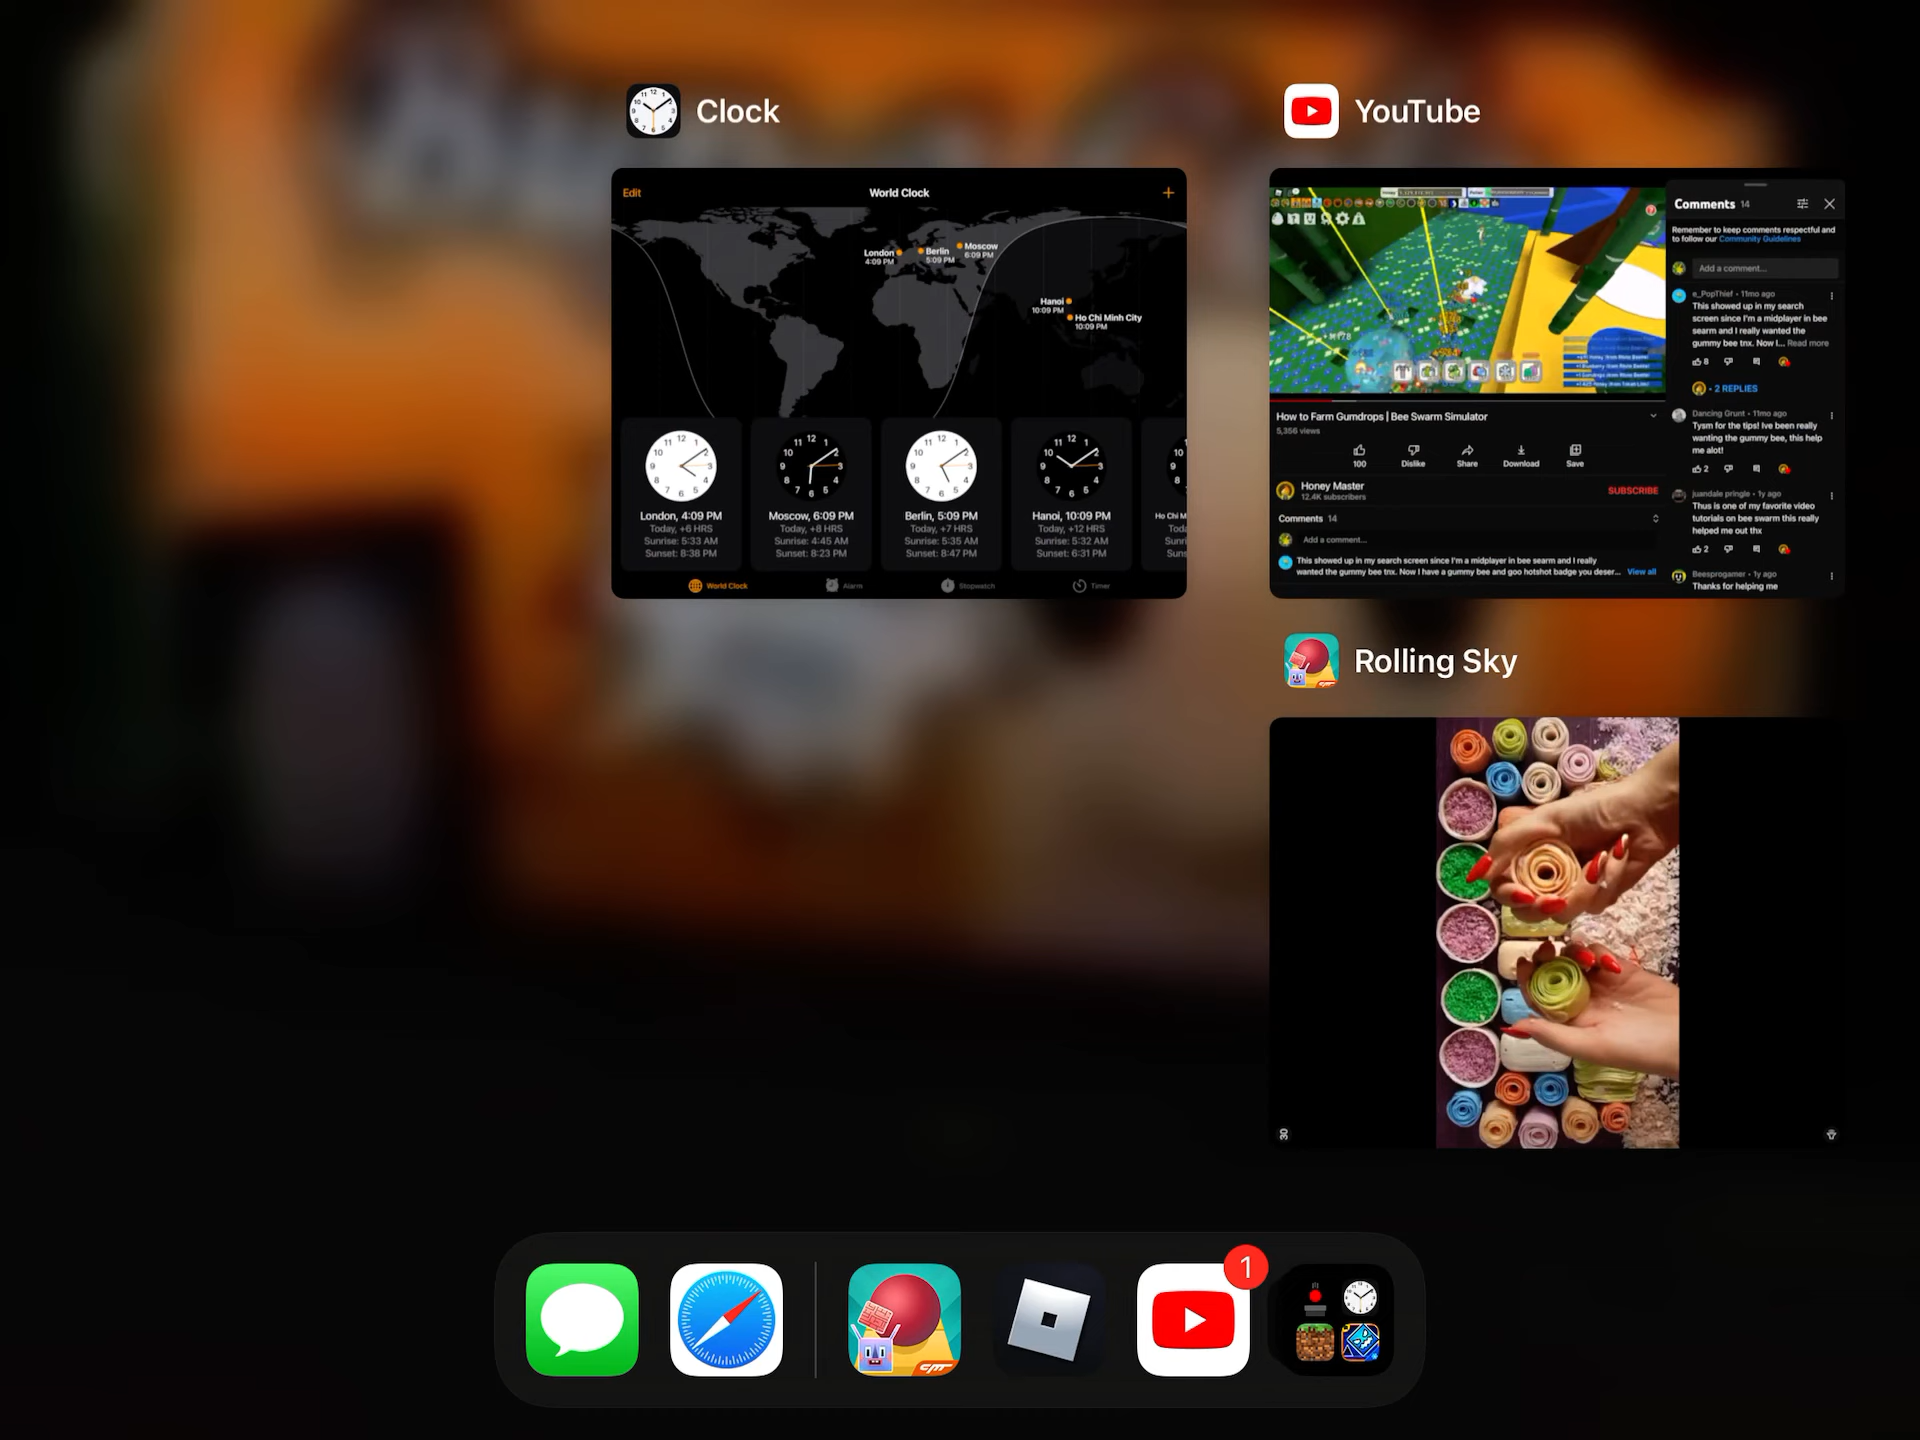 Clock
YouTube
Edit
World Clock
+
London
4:09 PM
Berlin
5:09 PM
Moscow
6:09 PM
Hanoi
10:09 PM
Ho Chi Minh City
10:09 PM
London, 4:09 PM
Today, +6 HRS
Sunrise: 5:33 AM
Sunset: 8:38 PM
Moscow, 6:09 PM
Today, +8 HRS
Sunrise: 4:45 AM
Sunset: 8:23 PM
Berlin, 5:09 PM
Today, +7 HRS
Sunrise: 5:35 AM
Sunset: 8:47 PM
Hanoi, 10:09 PM
Today, +12 HRS
Sunrise: 5:32 AM
Sunset: 6:31 PM
Ho Chi M
World Clock
Alarm
Stopwatch
Timer
How to Farm Gumdrops | Bee Swarm Simulator
5,356 views
100
Dislike
Share
Download
Save
Honey Master
12.4K subscribers
SUBSCRIBE
Comments 14
Add a comment...
This showed up in my search screen since I'm a midplayer in bee searm and I really
wanted the gummy bee tnx. Now I have a gummy bee and goo hotshot badge you deser...
View all
Comments 14
Remember to keep comments respectful and
to follow our Community Guidelines
Add a comment...
e_PopThief • 11mo ago
This showed up in my search
screen since I'm a midplayer in bee
searm and I really wanted the
gummy bee tnx. Now I... Read more
8
• 2 REPLIES
Dancing Grunt • 11mo ago
Tysm for the tips! Ive been really
wanting the gummy bee, this help
me alot!
2
juandale pringle • 1y ago
Thus is one of my favorite video
tutorials on bee swarm this really
helped me out thx
2
Beesprogamer • 1y ago
Thanks for helping me
Rolling Sky
30
1